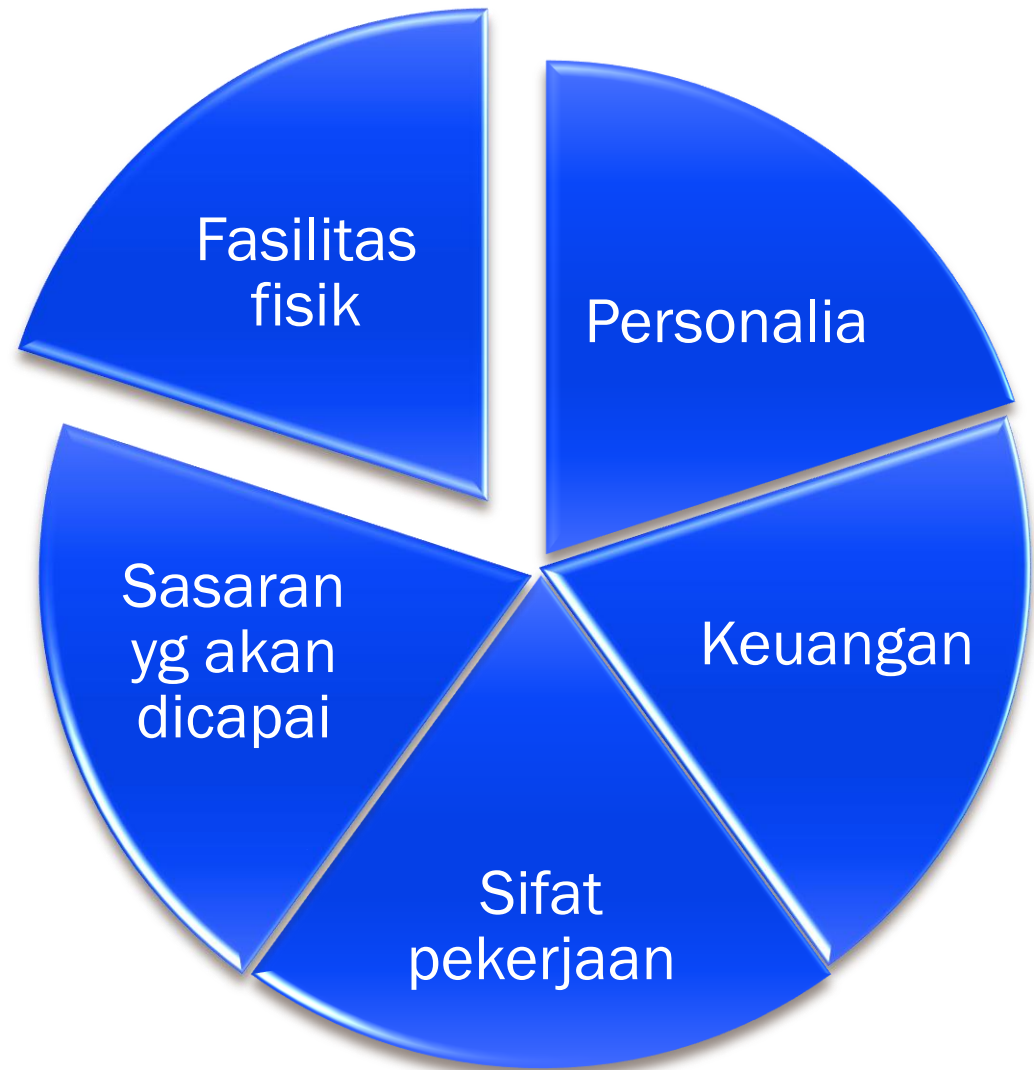 Fasilitas
fisik
Personalia
Sasaran
yg akan
dicapai
Keuangan
Sifat
pekerjaan